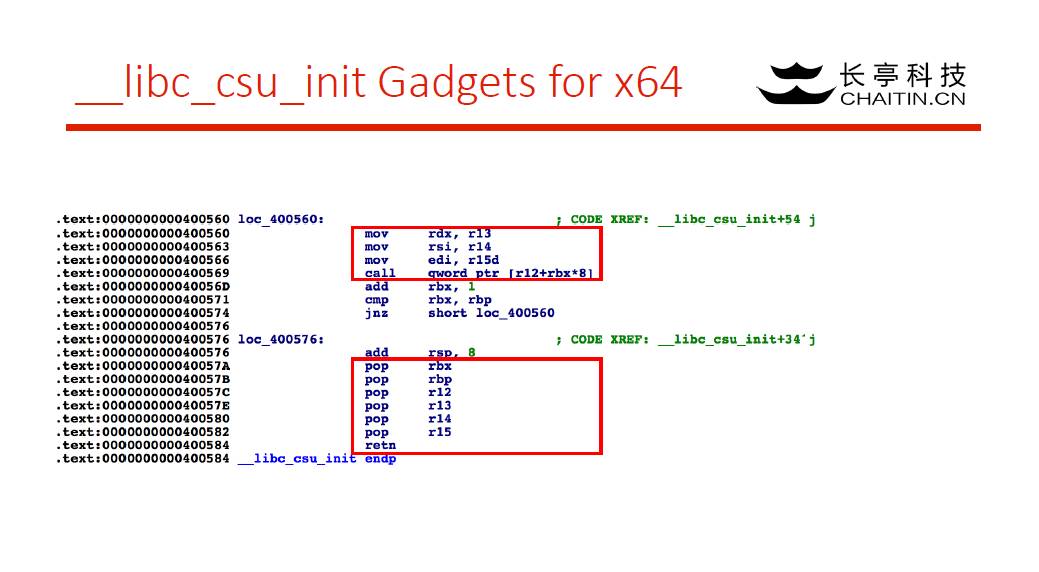 __libc_csu_init Gadgets for x64
长亭科技
CHAITIN.CN
.text:0000000000400560 loc_400560: ; CODE XREF: __libc_csu_init+54 j
.text:0000000000400560 mov rdx, r13
.text:0000000000400563 mov rsi, r14
.text:0000000000400566 mov edi, r15d
.text:0000000000400569 call qword ptr [r12+rbx*8]
.text:000000000040056D add rbx, 1
.text:0000000000400571 cmp rbx, rbp
.text:0000000000400574 jnz short loc_400560
.text:0000000000400576
.text:0000000000400576 loc_400576: ; CODE XREF: __libc_csu_init+34↑j
.text:0000000000400576 add rsp, 8
.text:000000000040057A pop rbx
.text:000000000040057B pop rbp
.text:000000000040057C pop r12
.text:000000000040057E pop r13
.text:0000000000400580 pop r14
.text:0000000000400582 pop r15
.text:0000000000400584 retn
.text:0000000000400584 __libc_csu_init endp